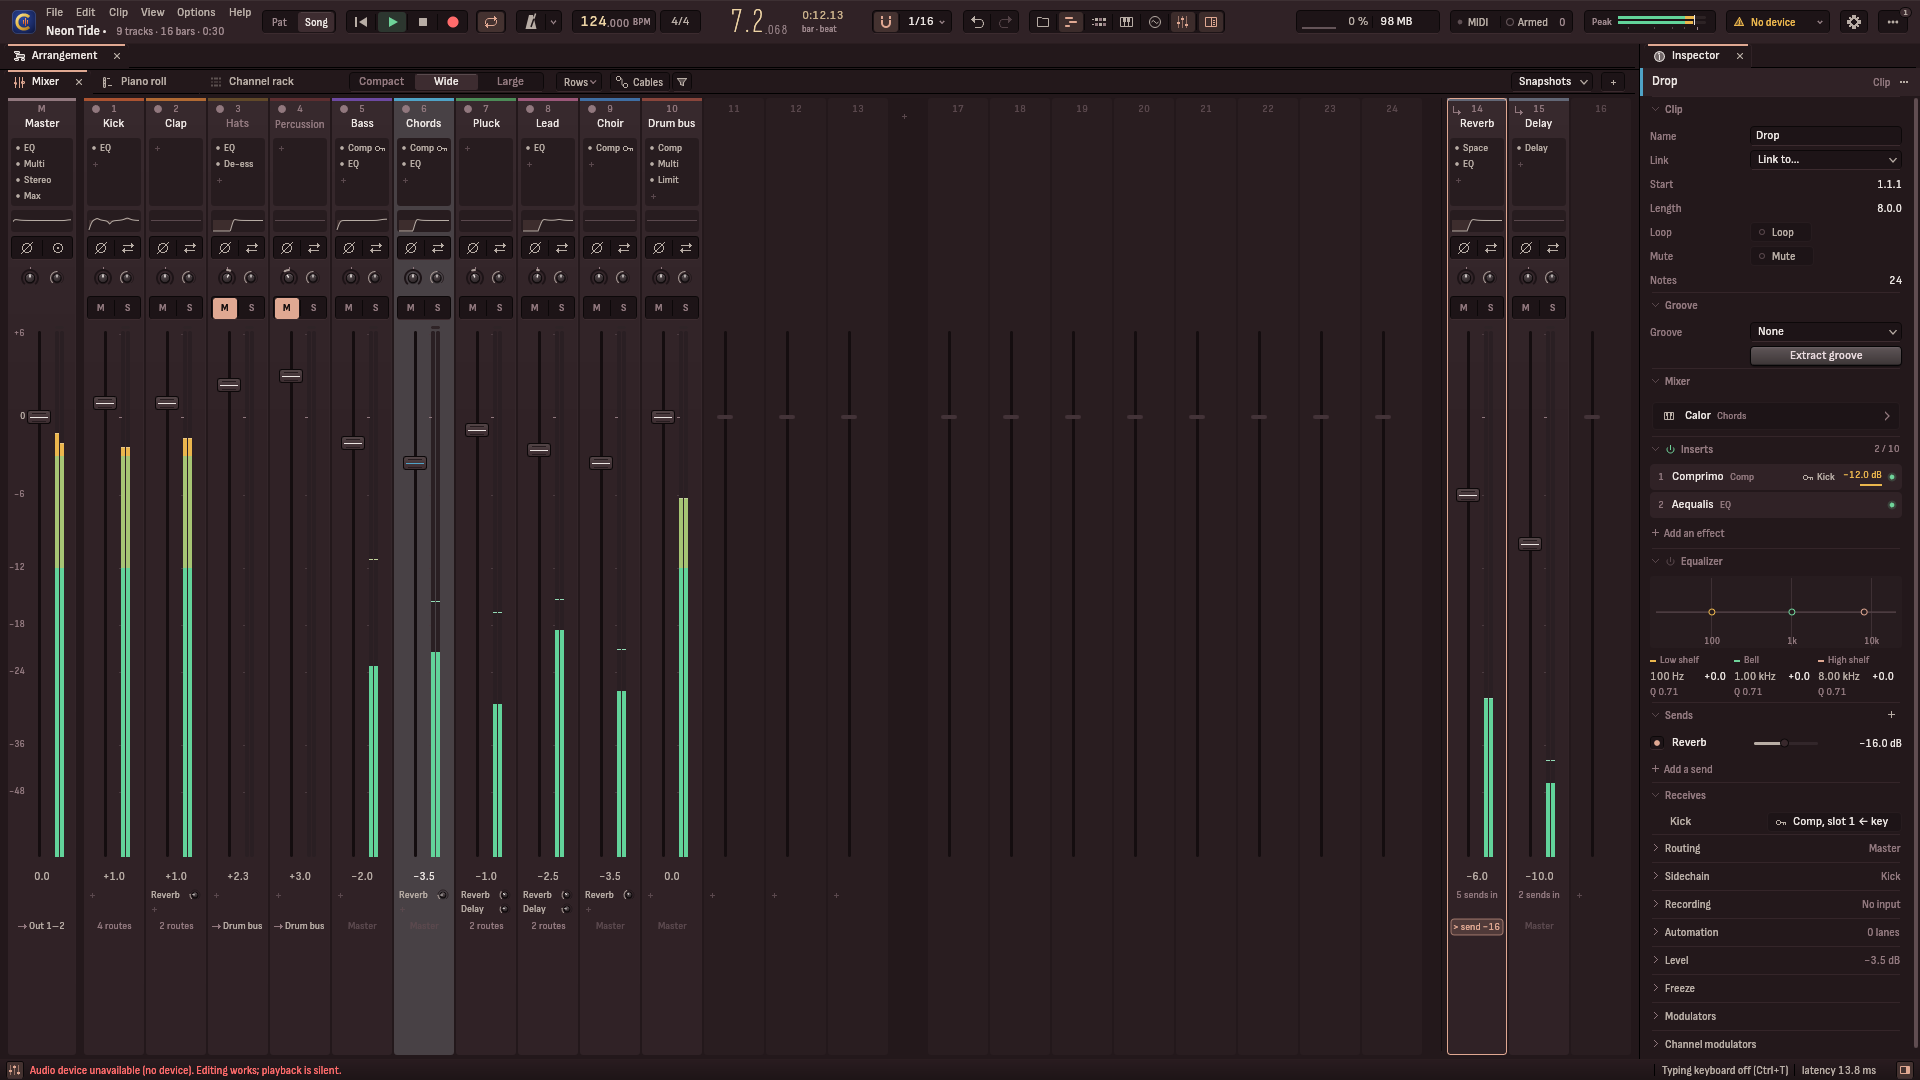 File Edit Clip View Options Help
Neon Tide • 9 tracks · 16 bars · 0:30
Pat Song
124.000 BPM 4/4
7.2.068
0:12.13
bar · beat
1/16
0 % 98 MB
MIDI Armed 0
Peak
No device
1
Arrangement
Mixer Piano roll Channel rack
Compact Wide Large
Rows Cables
Snapshots +
M 1 2 3 4 5 6 7 8 9 10 11 12 13 17 18 19 20 21 22 23 24 14 15 16
Master Kick Clap Hats Percussion Bass Chords Pluck Lead Choir Drum bus Reverb Delay
EQ EQ + EQ + Comp Comp + EQ Comp Comp Space Delay
Multi + De-ess EQ EQ + + Multi EQ +
Stereo + + + Limit +
Max +
M S M S M S M S M S M S M S M S M S M S M S M S
+6
0
-6
-12
-18
-24
-36
-48
0.0 +1.0 +1.0 +2.3 +3.0 -2.0 -3.5 -1.0 -2.5 -3.5 0.0 -6.0 -10.0
+ Reverb + + + Reverb Reverb Reverb Reverb + + + + 5 sends in 2 sends in +
+ Delay Delay +
→ Out 1–2 4 routes 2 routes → Drum bus → Drum bus Master Master 2 routes 2 routes Master Master > send -16 Master
Inspector
Drop Clip
Clip
Name Drop
Link Link to...
Start 1.1.1
Length 8.0.0
Loop Loop
Mute Mute
Notes 24
Groove
Groove None
Extract groove
Mixer
Calor Chords
Inserts 2 / 10
1 Comprimo Comp Kick -12.0 dB
2 Aequalis EQ
+ Add an effect
Equalizer
100 1k 10k
Low shelf Bell High shelf
100 Hz +0.0 1.00 kHz +0.0 8.00 kHz +0.0
Q 0.71 Q 0.71 Q 0.71
Sends +
Reverb -16.0 dB
+ Add a send
Receives
Kick Comp, slot 1 ← key
Routing Master
Sidechain Kick
Recording No input
Automation 0 lanes
Level -3.5 dB
Freeze
Modulators
Channel modulators
Audio device unavailable (no device). Editing works; playback is silent.
Typing keyboard off (Ctrl+T) latency 13.8 ms